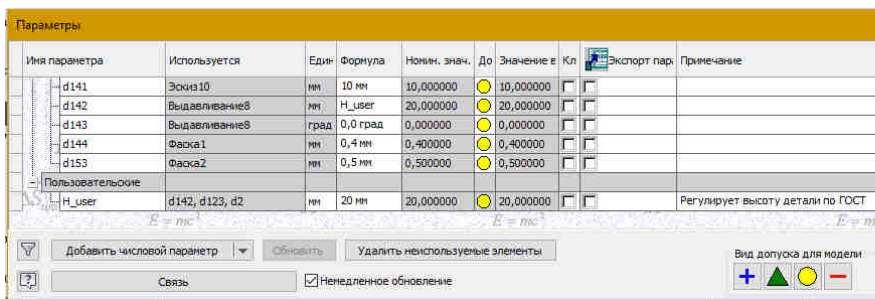 Параметры
Имя параметра Используется Един Формула Номин. знач. До Значение е Кл Экспорт пара Примечание
d141 Эскиз10 мм 10 мм 10,000000 10,000000
d142 Выдавливание8 мм H_user 20,000000 20,000000
d143 Выдавливание8 град 0,0 град 0,000000 0,000000
d144 Фаска1 мм 0,4 мм 0,400000 0,400000
d153 Фаска2 мм 0,5 мм 0,500000 0,500000
Пользовательские
H_user d142, d123, d2 мм 20 мм 20,000000 20,000000 Регулирует высоту детали по ГОСТ
E = mc² E = mc² E = m
Добавить числовой параметр Обновить Удалить неиспользуемые элементы Вид допуска для модели
Связь Немедленное обновление